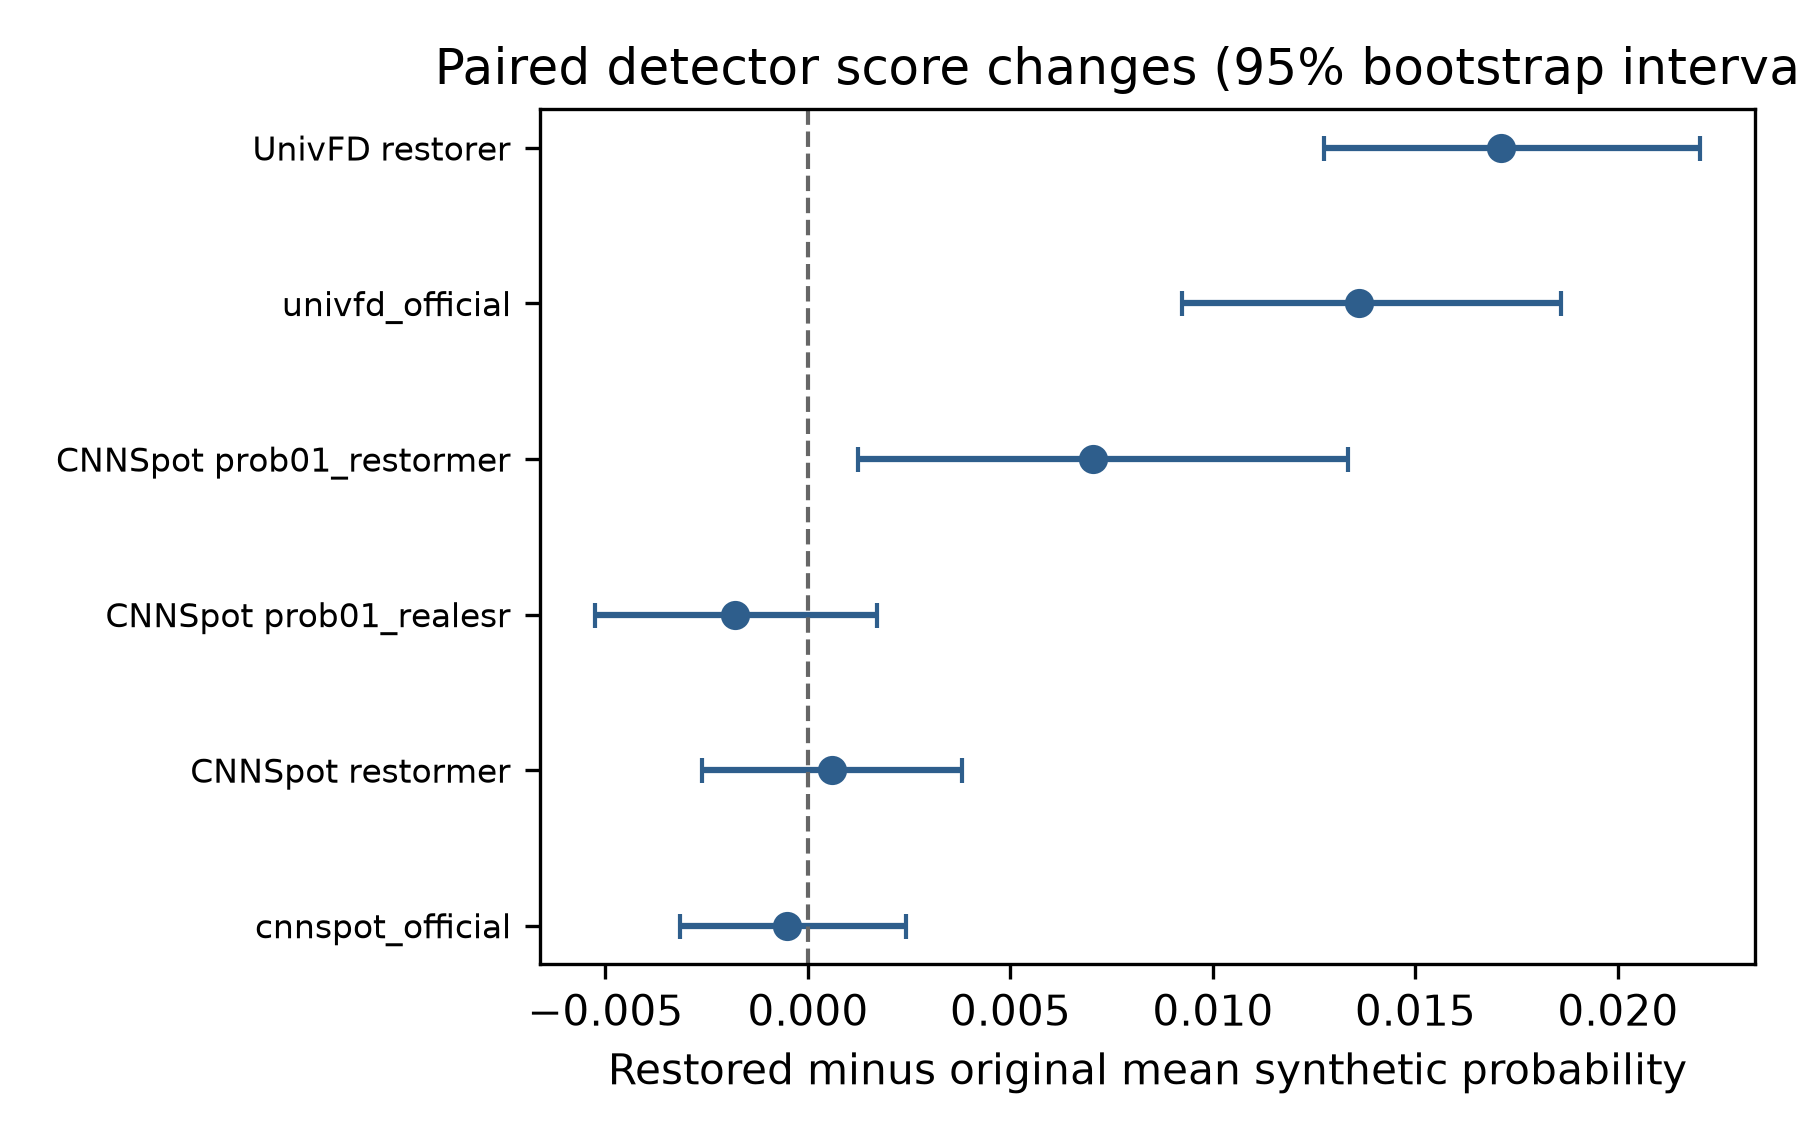 Paired detector score changes (95% bootstrap interva
UnivFD restorer
univfd_official
CNNSpot prob01_restormer
CNNSpot prob01_realesr
CNNSpot restormer
cnnspot_official
−0.005 0.000 0.005 0.010 0.015 0.020
Restored minus original mean synthetic probability